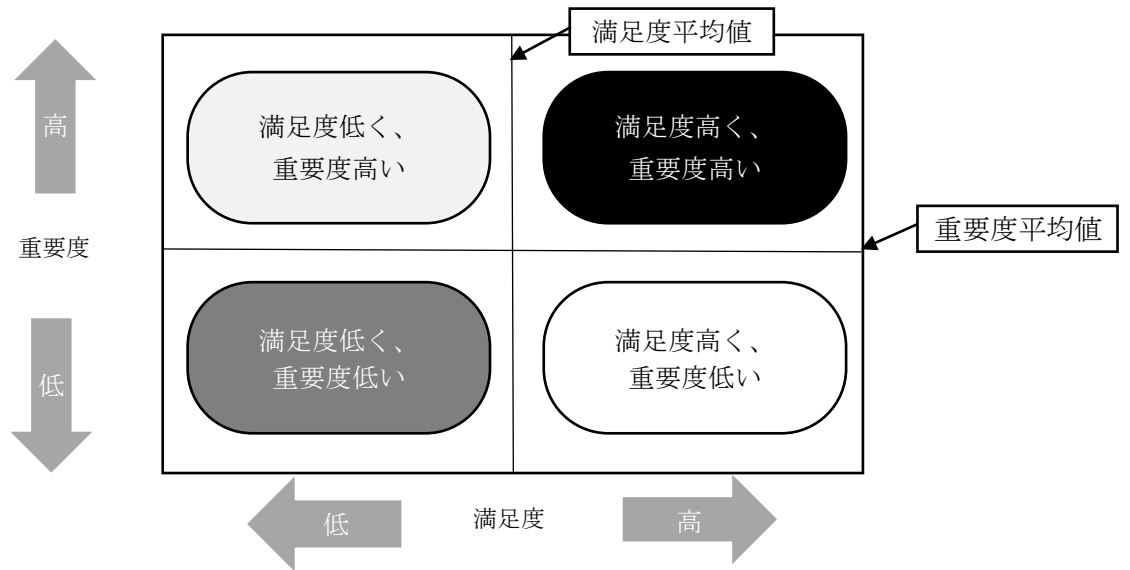 満足度平均値
高
満足度低く、
重要度高い
満足度高く、
重要度高い
重要度平均値
重要度
満足度低く、
重要度低い
満足度高く、
重要度低い
低
低
満足度
高